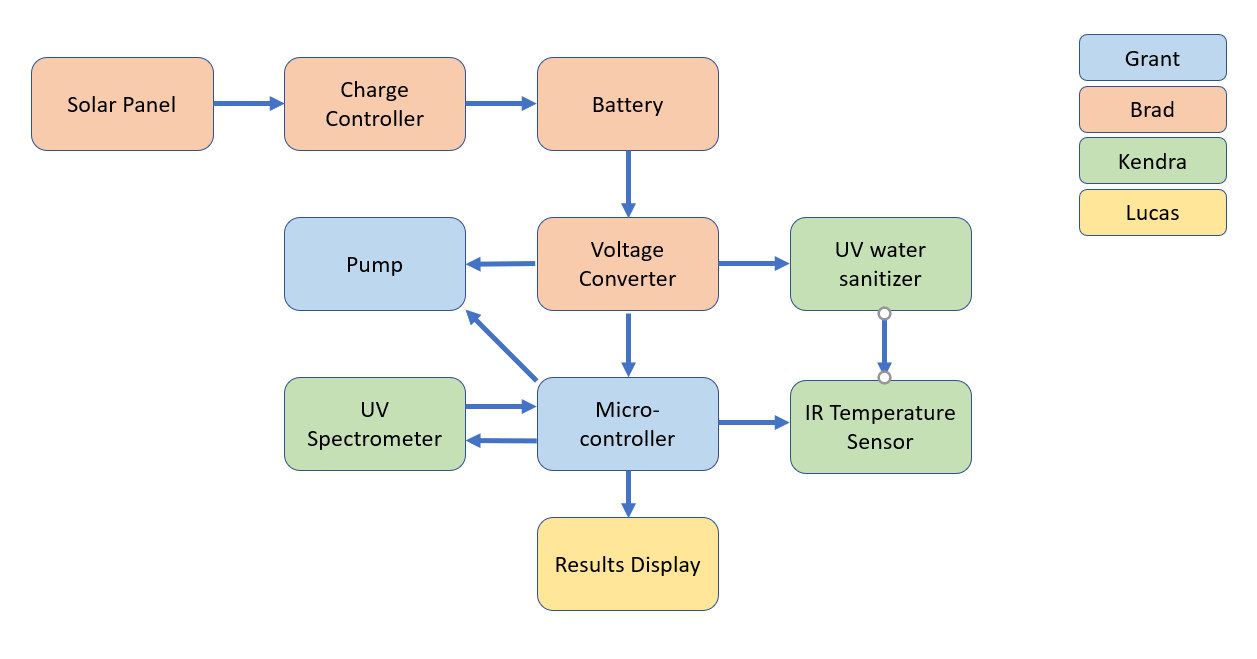 Grant
Solar Panel
Charge
Controller
Battery
Brad
Kendra
Lucas
Pump
Voltage
Converter
UV water
sanitizer
UV
Spectrometer
Micro-
controller
IR Temperature
Sensor
Results Display